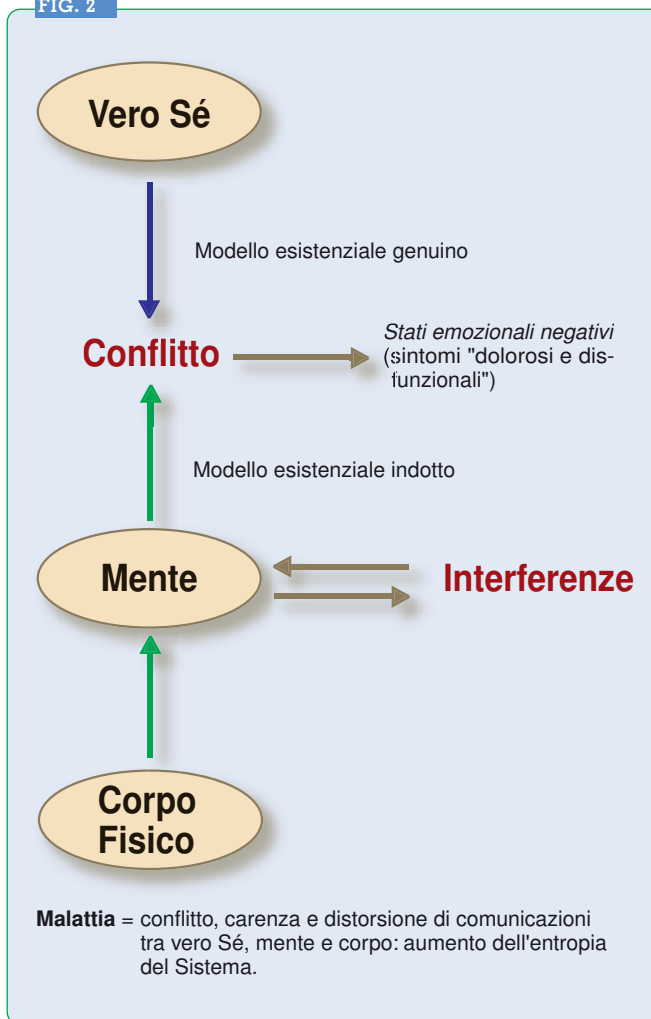 FIG. 2
Vero Sé
Modello esistenziale genuino
Conflitto
Stati emozionali negativi
(sintomi "dolorosi e dis-
funzionali")
Modello esistenziale indotto
Mente
Interferenze
Corpo
Fisico
Malattia = conflitto, carenza e distorsione di comunicazioni
tra vero Sé, mente e corpo: aumento dell'entropia
del Sistema.